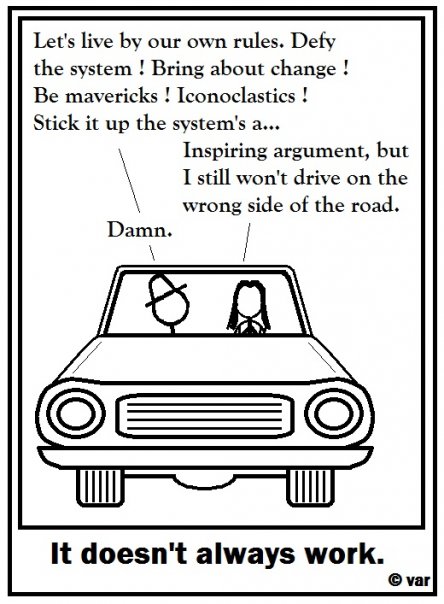 Let's live by our own rules. Defy
the system ! Bring about change !
Be mavericks ! Iconoclastics !
Stick it up the system's a...
Inspiring argument, but
I still won't drive on the
wrong side of the road.
Damn.
It doesn't always work.
© var